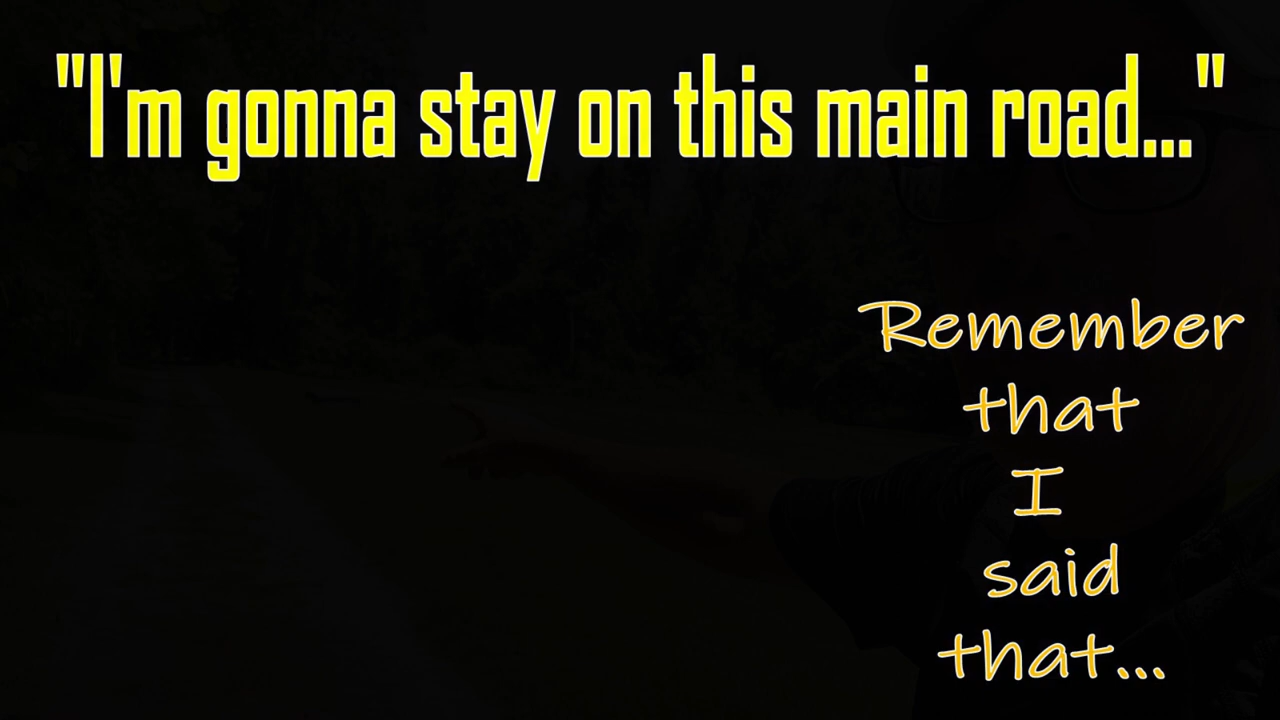 "I'm gonna stay on this main road..."
Remember
that
I
said
that...